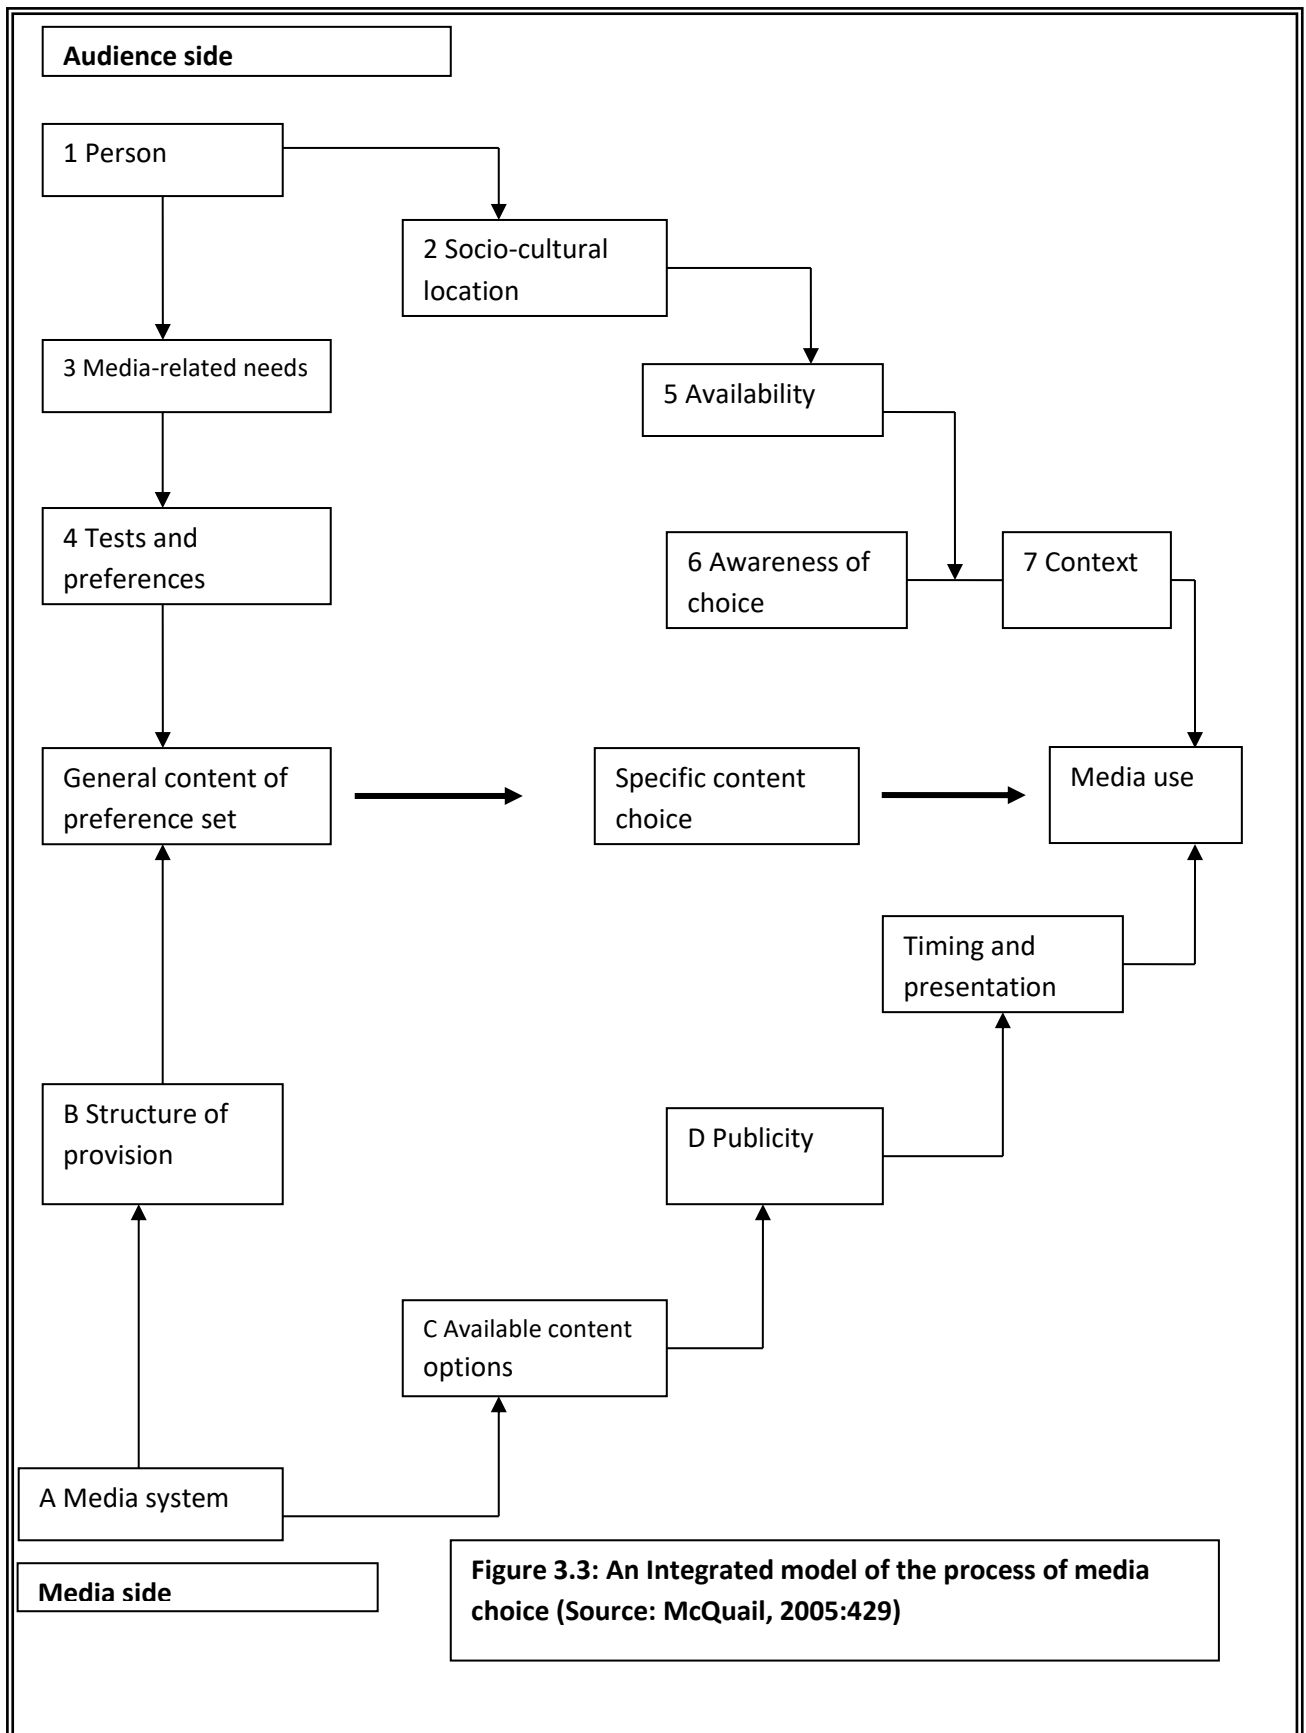 Audience side
1 Person
2 Socio-cultural
location
3 Media-related needs
5 Availability
4 Tests and
preferences
6 Awareness of
choice
7 Context
General content of
preference set
Specific content
choice
Media use
Timing and
presentation
B Structure of
provision
D Publicity
C Available content
options
A Media system
Media side
Figure 3.3: An Integrated model of the process of media
choice (Source: McQuail, 2005:429)